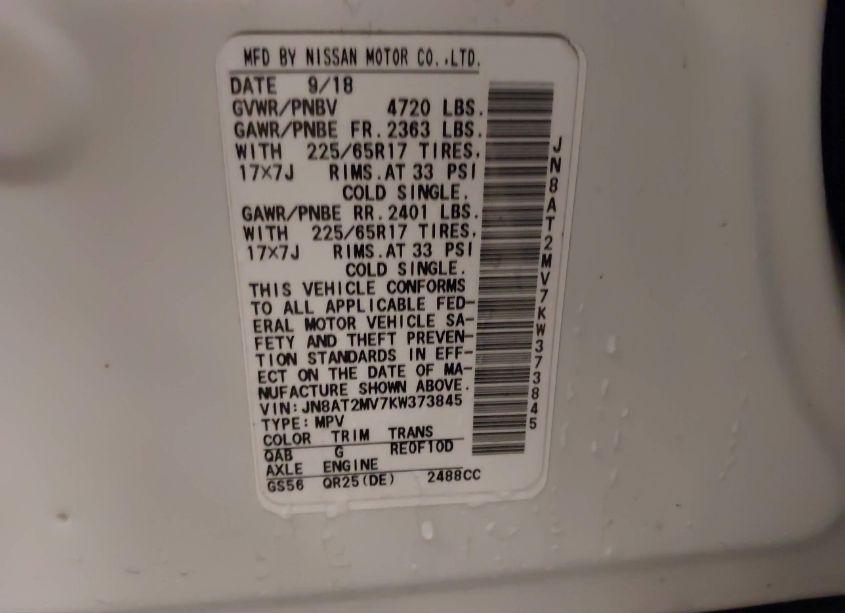 MFD BY NISSAN MOTOR CO.,LTD.
DATE 9/18
GVWR/PNBV 4720 LBS.
GAWR/PNBE FR. 2363 LBS.
WITH 225/65R17 TIRES.
17×7J RIMS.AT 33 PSI
COLD SINGLE.
GAWR/PNBE RR. 2401 LBS.
WITH 225/65R17 TIRES.
17×7J RIMS.AT 33 PSI
COLD SINGLE.
THIS VEHICLE CONFORMS
TO ALL APPLICABLE FED-
ERAL MOTOR VEHICLE SA-
FETY AND THEFT PREVEN-
TION STANDARDS IN EFF-
ECT ON THE DATE OF MA-
NUFACTURE SHOWN ABOVE.
VIN:JN8AT2MV7KW373845
TYPE:MPV
COLOR TRIM TRANS
QAB G RE0F10D
AXLE ENGINE
GS56 QR25(DE) 2488CC
JN8AT2MV7KW373845